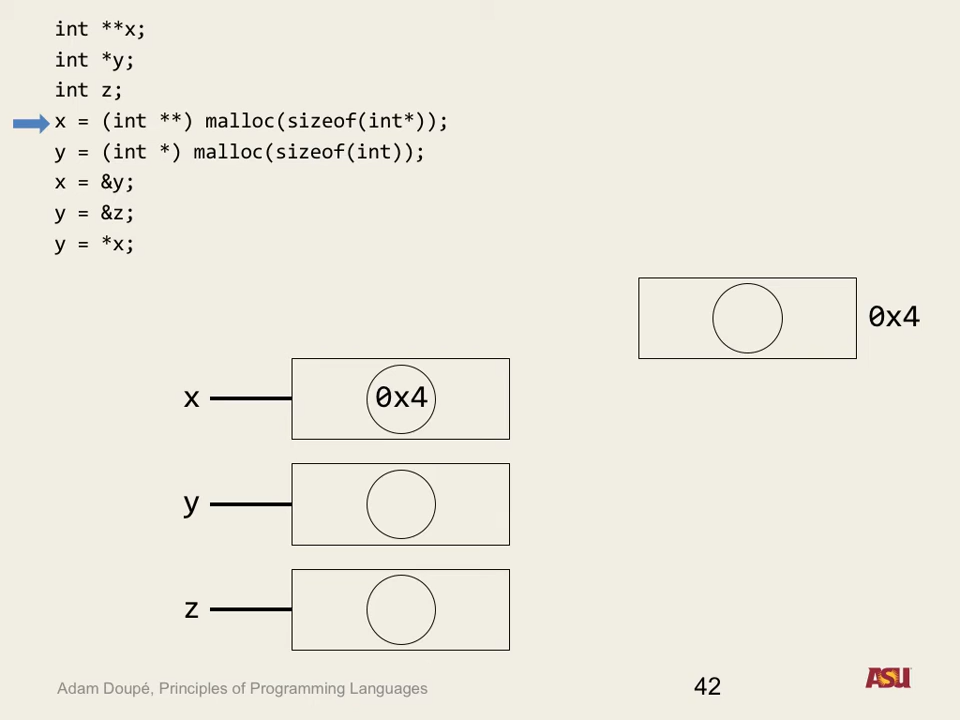 int **x;
int *y;
int z;
x = (int **) malloc(sizeof(int*));
y = (int *) malloc(sizeof(int));
x = &y;
y = &z;
y = *x;
0x4
x
0x4
y
z
Adam Doupé, Principles of Programming Languages
42
ASU